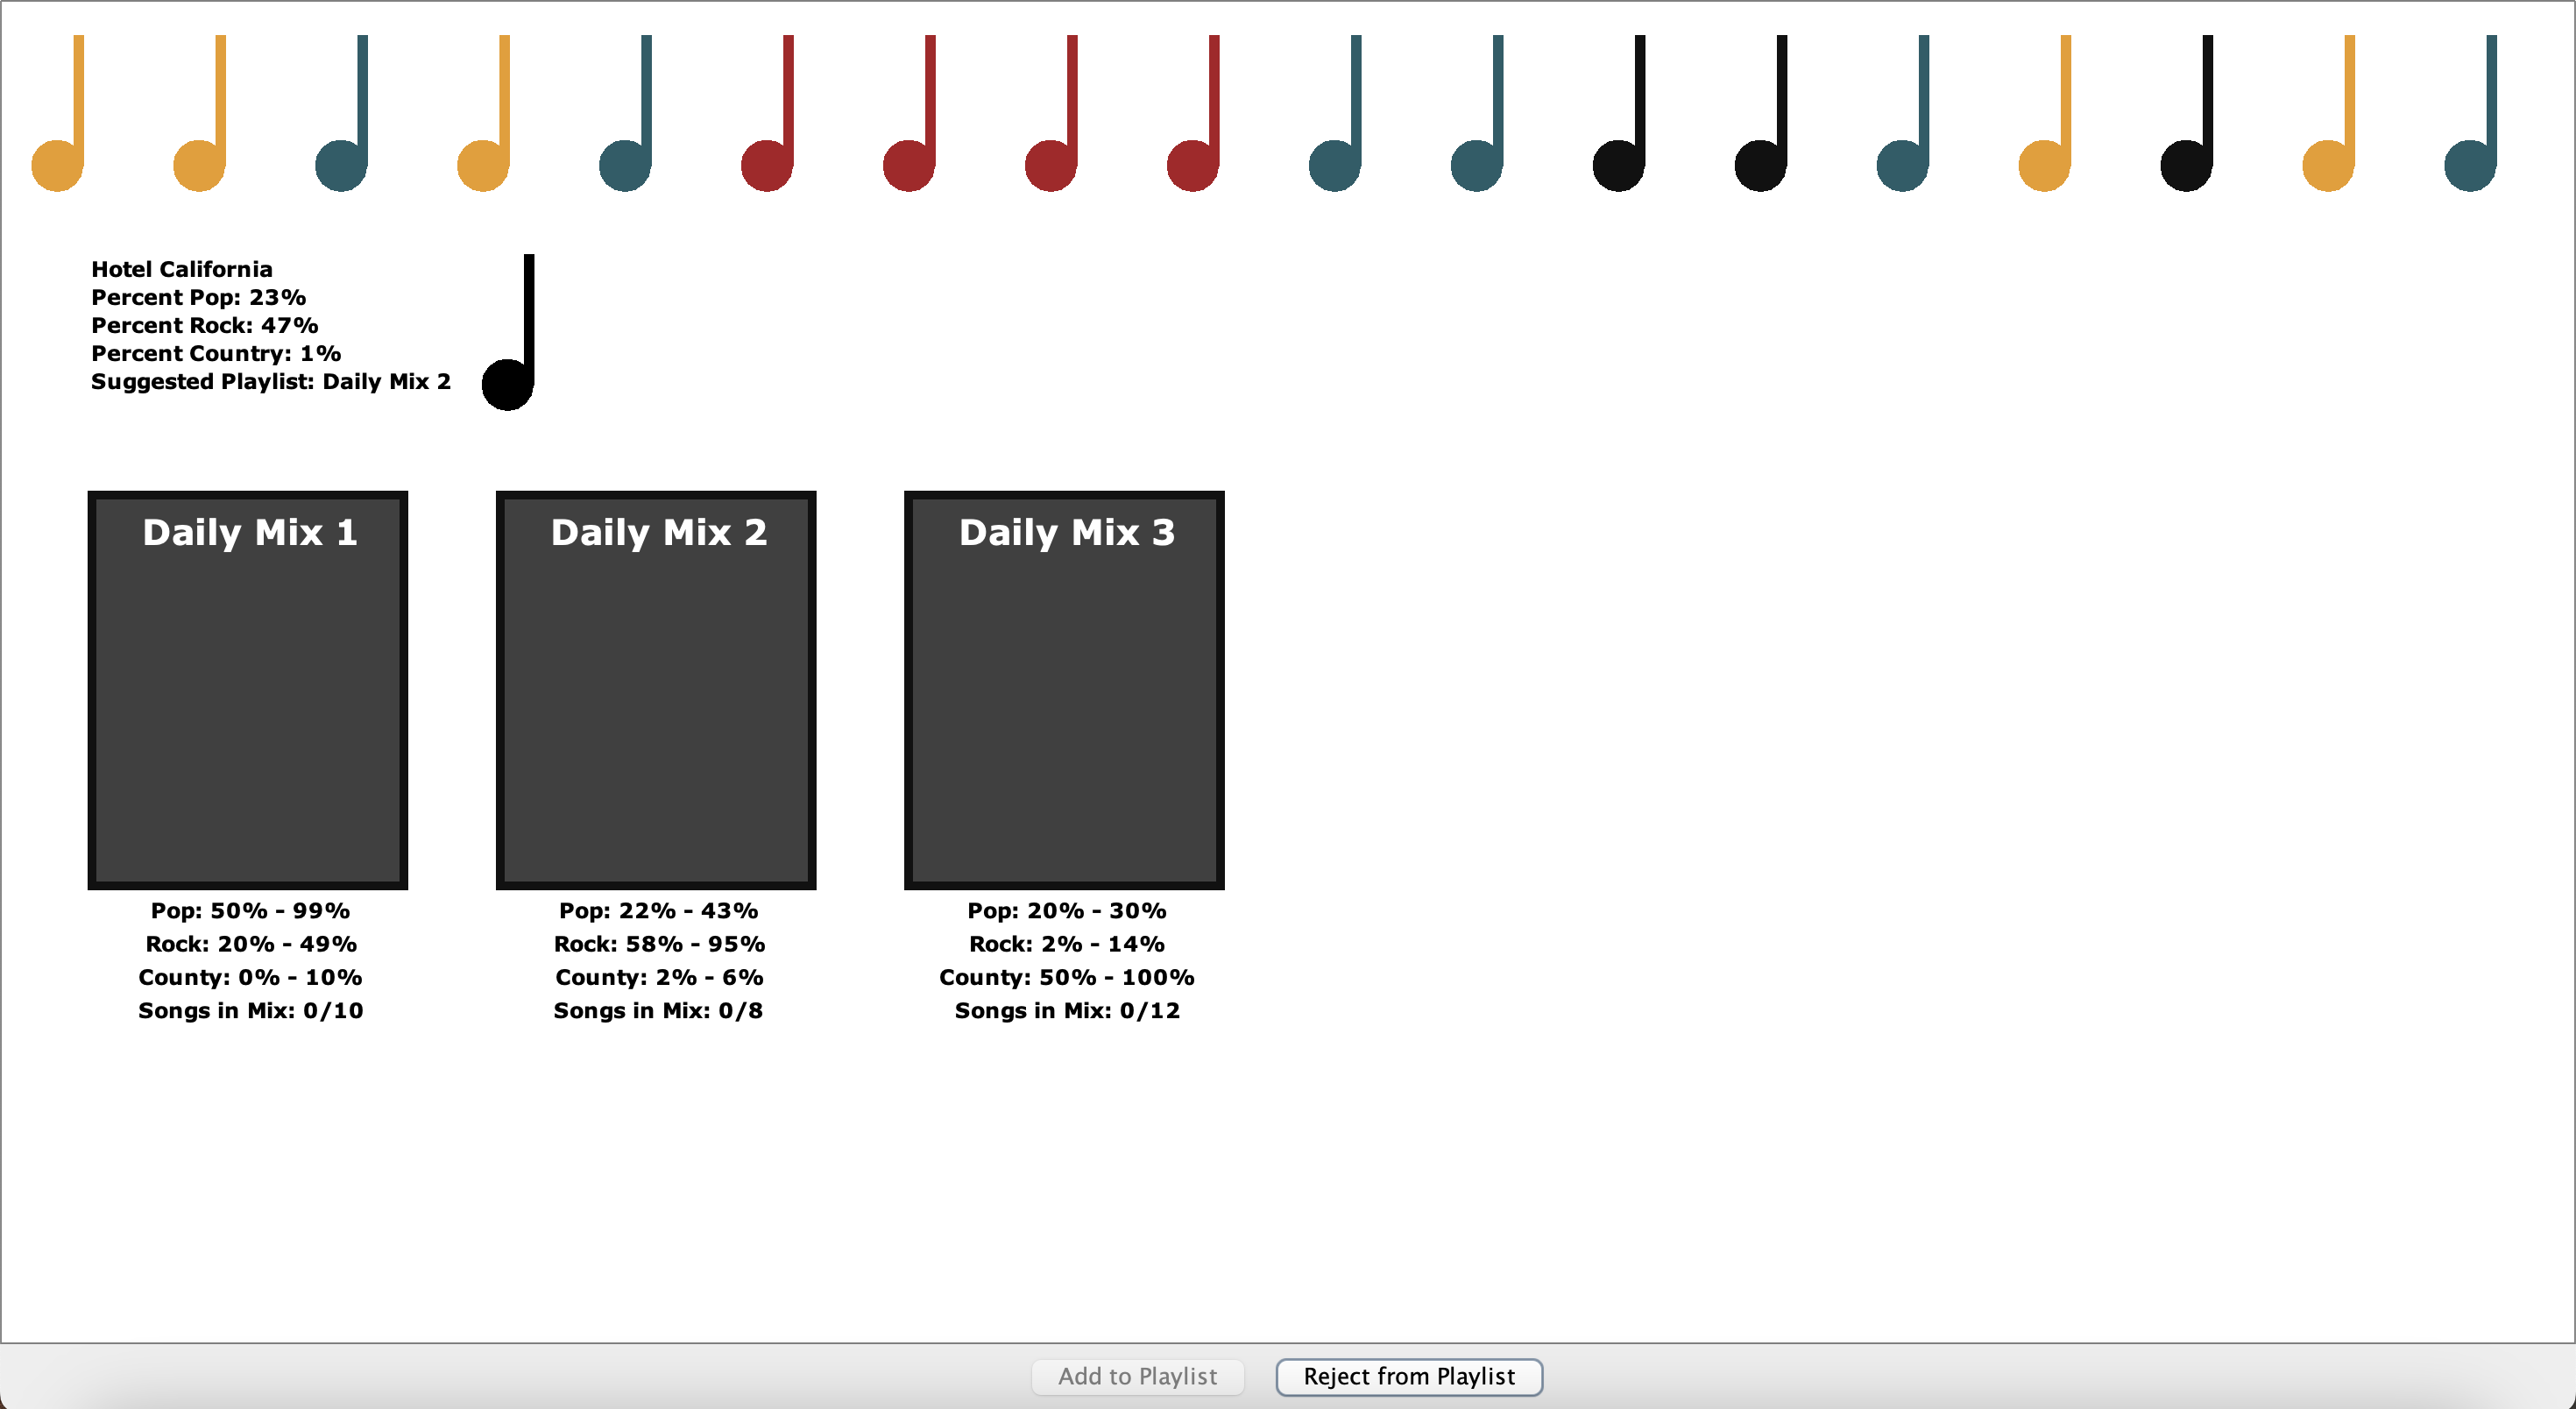 Hotel California
Percent Pop: 23%
Percent Rock: 47%
Percent Country: 1%
Suggested Playlist: Daily Mix 2
Daily Mix 1
Pop: 50% - 99%
Rock: 20% - 49%
County: 0% - 10%
Songs in Mix: 0/10
Daily Mix 2
Pop: 22% - 43%
Rock: 58% - 95%
County: 2% - 6%
Songs in Mix: 0/8
Daily Mix 3
Pop: 20% - 30%
Rock: 2% - 14%
County: 50% - 100%
Songs in Mix: 0/12
Add to Playlist
Reject from Playlist